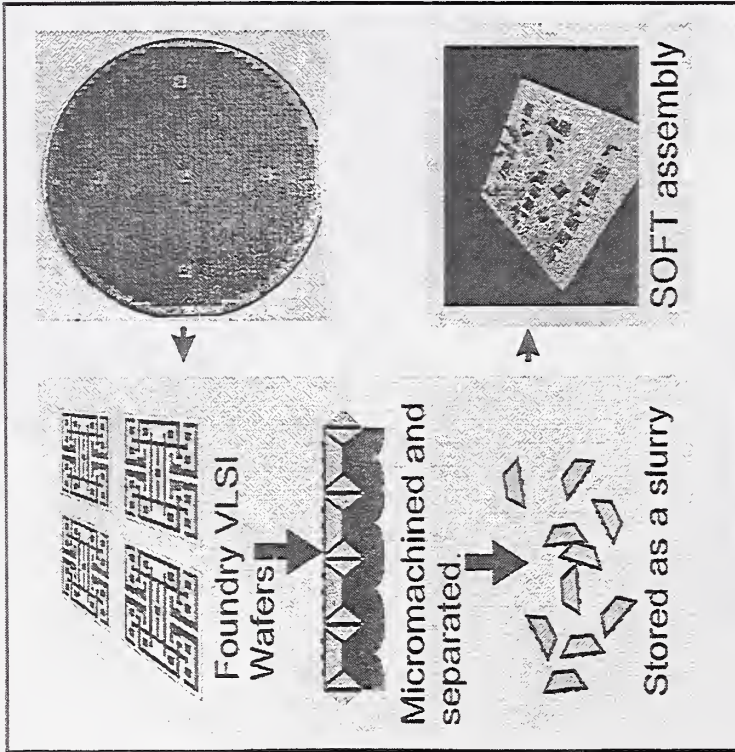 Foundry VLSI
Wafers
Micromachined and
separated.
Stored as a slurry
SOFT assembly